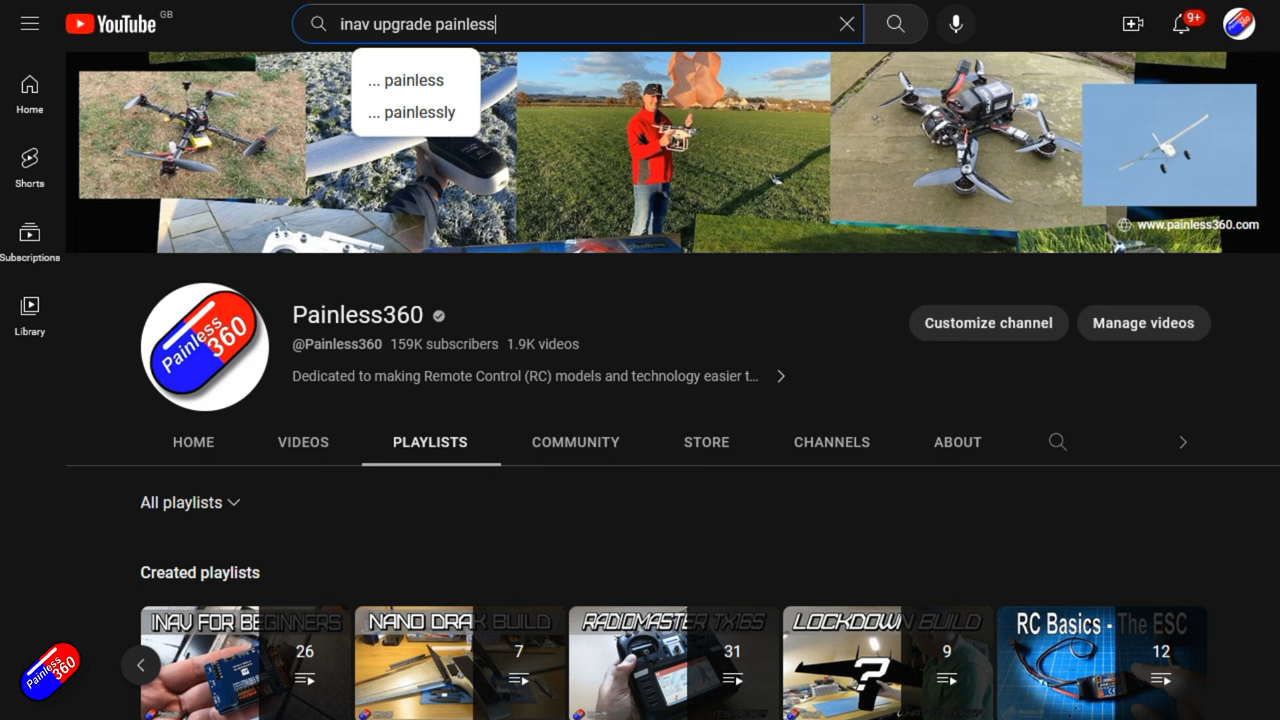 YouTube GB
inav upgrade painless
9+
... painless
... painlessly
Home
Shorts
Subscriptions
Library
www.painless360.com
Painless 360
Painless360
@Painless360 159K subscribers 1.9K videos
Dedicated to making Remote Control (RC) models and technology easier t...
Customize channel
Manage videos
HOME
VIDEOS
PLAYLISTS
COMMUNITY
STORE
CHANNELS
ABOUT
All playlists
Created playlists
INAV FOR BEGINNERS
26
NANO DRAK BUILD
7
RADIOMASTER TX16S
31
LOCKDOWN BUILD
?
9
RC Basics - The ESC
12
Painless 360